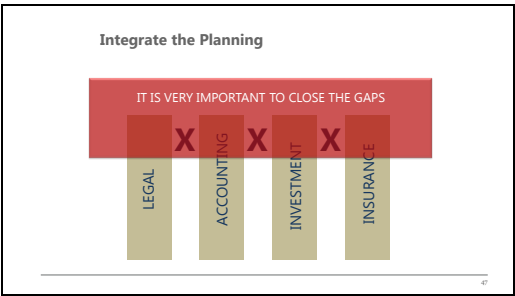 Integrate the Planning
IT IS VERY IMPORTANT TO CLOSE THE GAPS
X X X
LEGAL
ACCOUNTING
INVESTMENT
INSURANCE
47